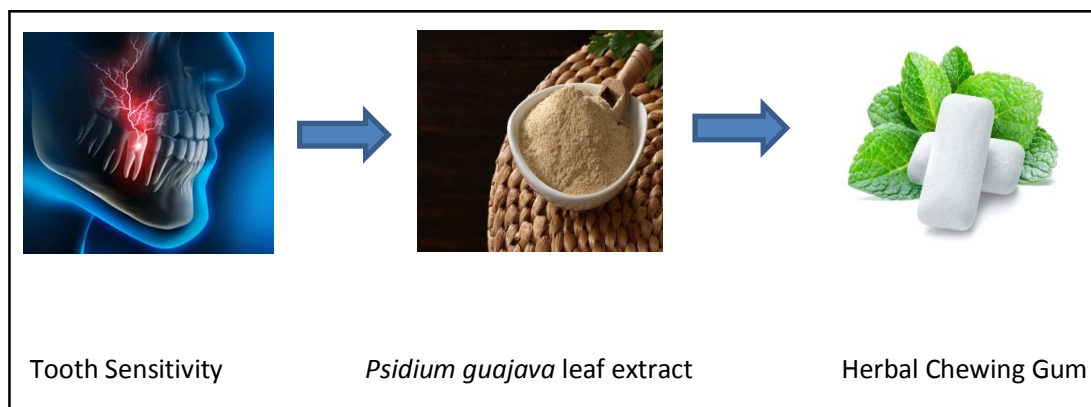 Tooth Sensitivity
Psidium guajava leaf extract
Herbal Chewing Gum